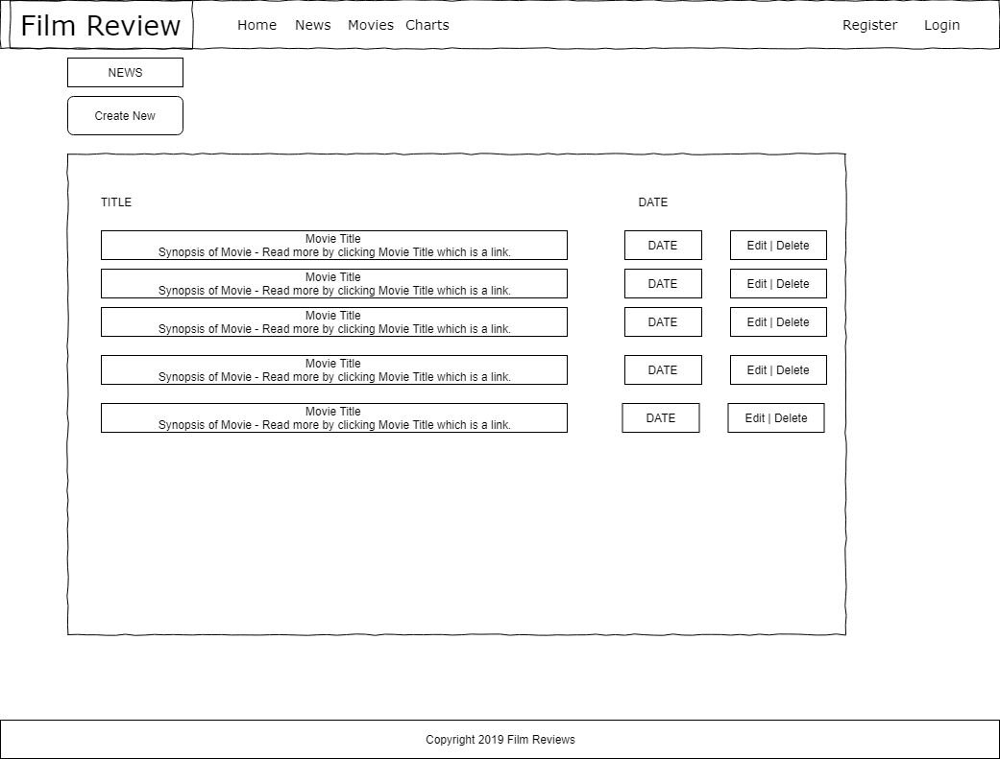 Film Review
Home News Movies Charts
Register Login
NEWS
Create New
TITLE DATE
Movie Title
Synopsis of Movie - Read more by clicking Movie Title which is a link.
DATE
Edit | Delete
Movie Title
Synopsis of Movie - Read more by clicking Movie Title which is a link.
DATE
Edit | Delete
Movie Title
Synopsis of Movie - Read more by clicking Movie Title which is a link.
DATE
Edit | Delete
Movie Title
Synopsis of Movie - Read more by clicking Movie Title which is a link.
DATE
Edit | Delete
Movie Title
Synopsis of Movie - Read more by clicking Movie Title which is a link.
DATE
Edit | Delete
Copyright 2019 Film Reviews